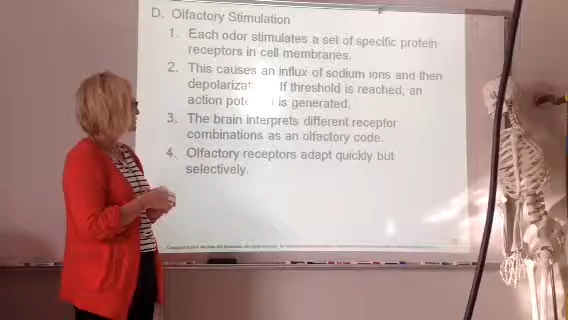 D. Olfactory Stimulation
1. Each odor stimulates a set of specific protein
receptors in cell membranes.
2. This causes an influx of sodium ions and then
depolarizat If threshold is reached, an
action pote t is generated.
3. The brain interprets different receptor
combinations as an olfactory code.
4. Olfactory receptors adapt quickly but
selectively.